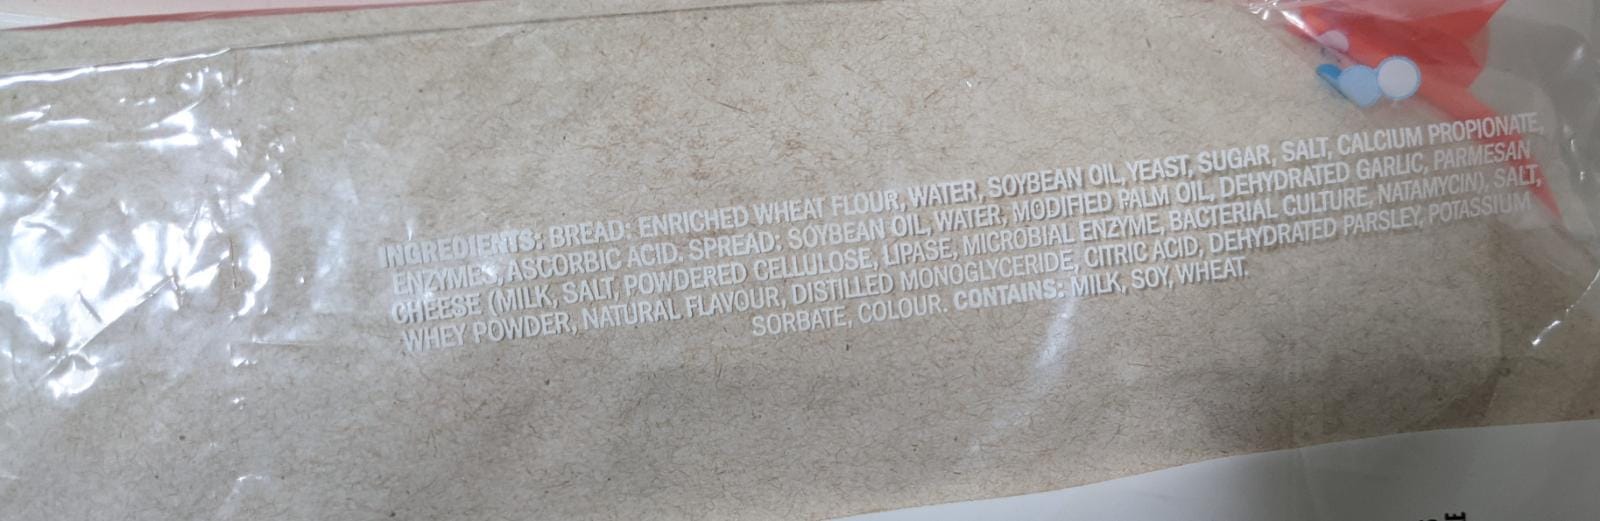 INGREDIENTS: BREAD: ENRICHED WHEAT FLOUR, WATER, SOYBEAN OIL, YEAST, SUGAR, SALT, CALCIUM PROPIONATE,
ENZYMES, ASCORBIC ACID. SPREAD: SOYBEAN OIL, WATER, MODIFIED PALM OIL, DEHYDRATED GARLIC, PARMESAN
CHEESE (MILK, SALT, POWDERED CELLULOSE, LIPASE, MICROBIAL ENZYME, BACTERIAL CULTURE, NATAMYCIN), SALT,
WHEY POWDER, NATURAL FLAVOUR, DISTILLED MONOGLYCERIDE, CITRIC ACID, DEHYDRATED PARSLEY, POTASSIUM
SORBATE, COLOUR. CONTAINS: MILK, SOY, WHEAT.